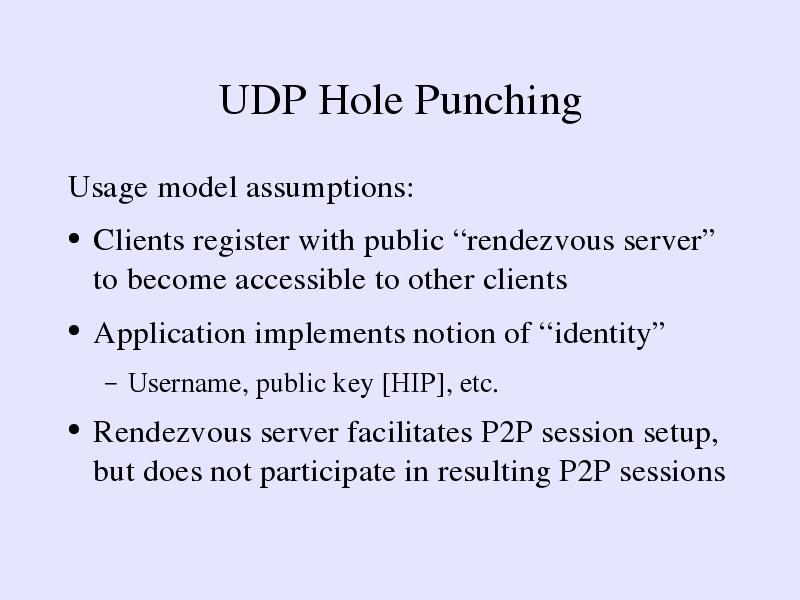 UDP Hole Punching
Usage model assumptions:
• Clients register with public “rendezvous server”
to become accessible to other clients
• Application implements notion of “identity”
– Username, public key [HIP], etc.
• Rendezvous server facilitates P2P session setup,
but does not participate in resulting P2P sessions